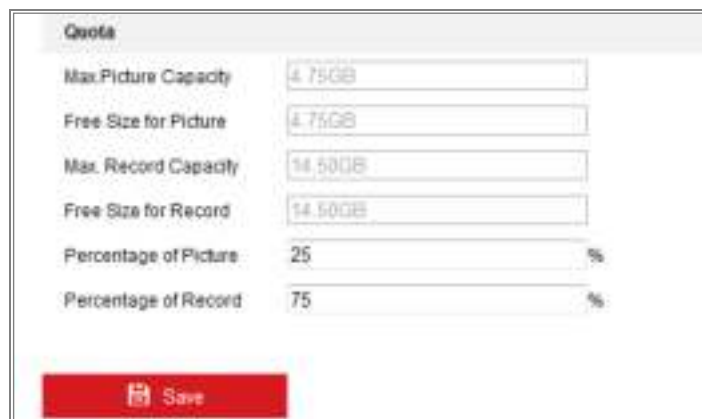 Quota
Max.Picture Capacity 4.75GB
Free Size for Picture 4.75GB
Max. Record Capacity 14.50GB
Free Size for Record 14.50GB
Percentage of Picture 25 %
Percentage of Record 75 %
Save